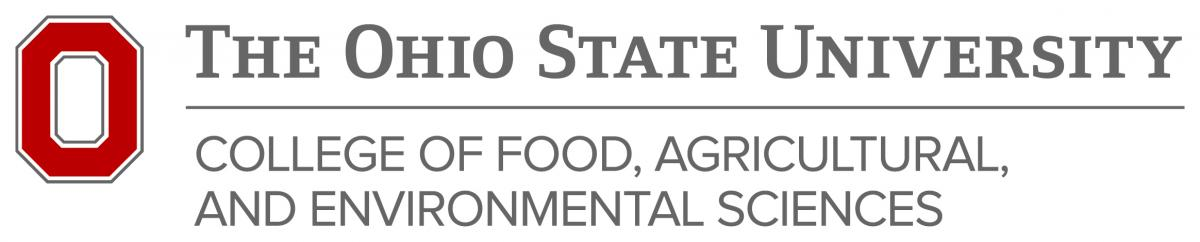 THE OHIO STATE UNIVERSITY
COLLEGE OF FOOD, AGRICULTURAL,
AND ENVIRONMENTAL SCIENCES